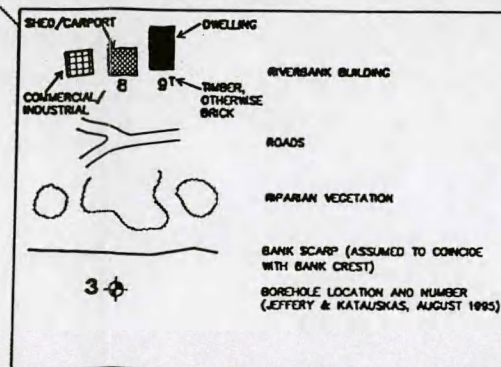 SHED/CARPORT
DWELLING
8
9T
RIVERBANK BUILDING
COMMERCIAL/
INDUSTRIAL
TIMBER,
OTHERWISE
BRICK
ROADS
RIPARIAN VEGETATION
BANK SCARP (ASSUMED TO COINCIDE
WITH BANK CREST)
3
BOREHOLE LOCATION AND NUMBER
(JEFFERY & KATAUSKAS, AUGUST 1995)